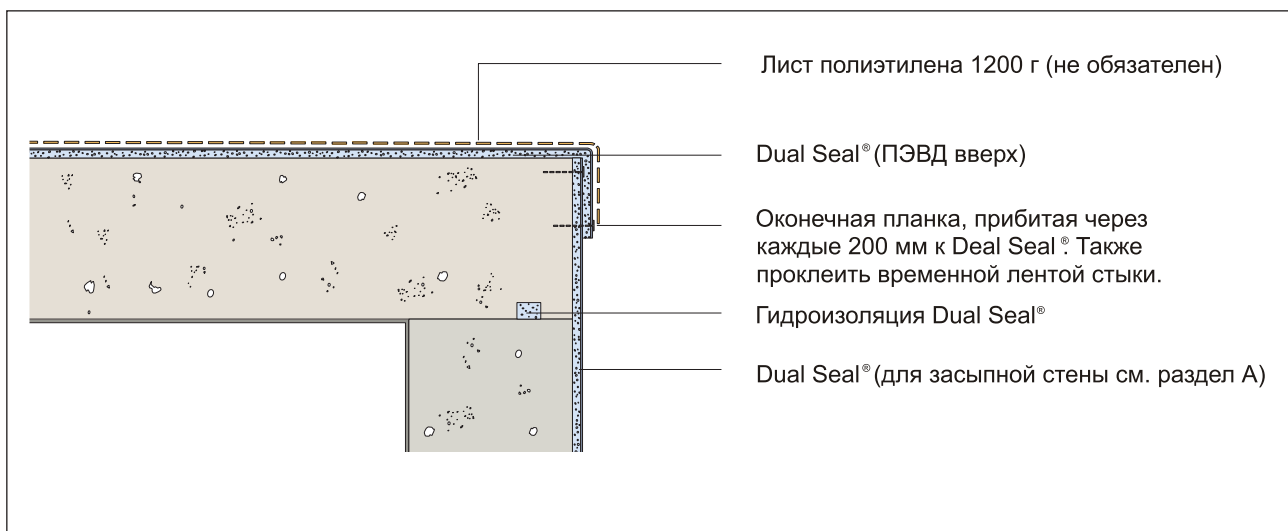 Лист полиэтилена 1200 г (не обязателен)
Dual Seal® (ПЭВД вверх)
Оконечная планка, прибитая через
каждые 200 мм к Deal Seal®. Также
проклеить временной лентой стыки.
Гидроизоляция Dual Seal®
Dual Seal® (для засыпной стены см. раздел А)